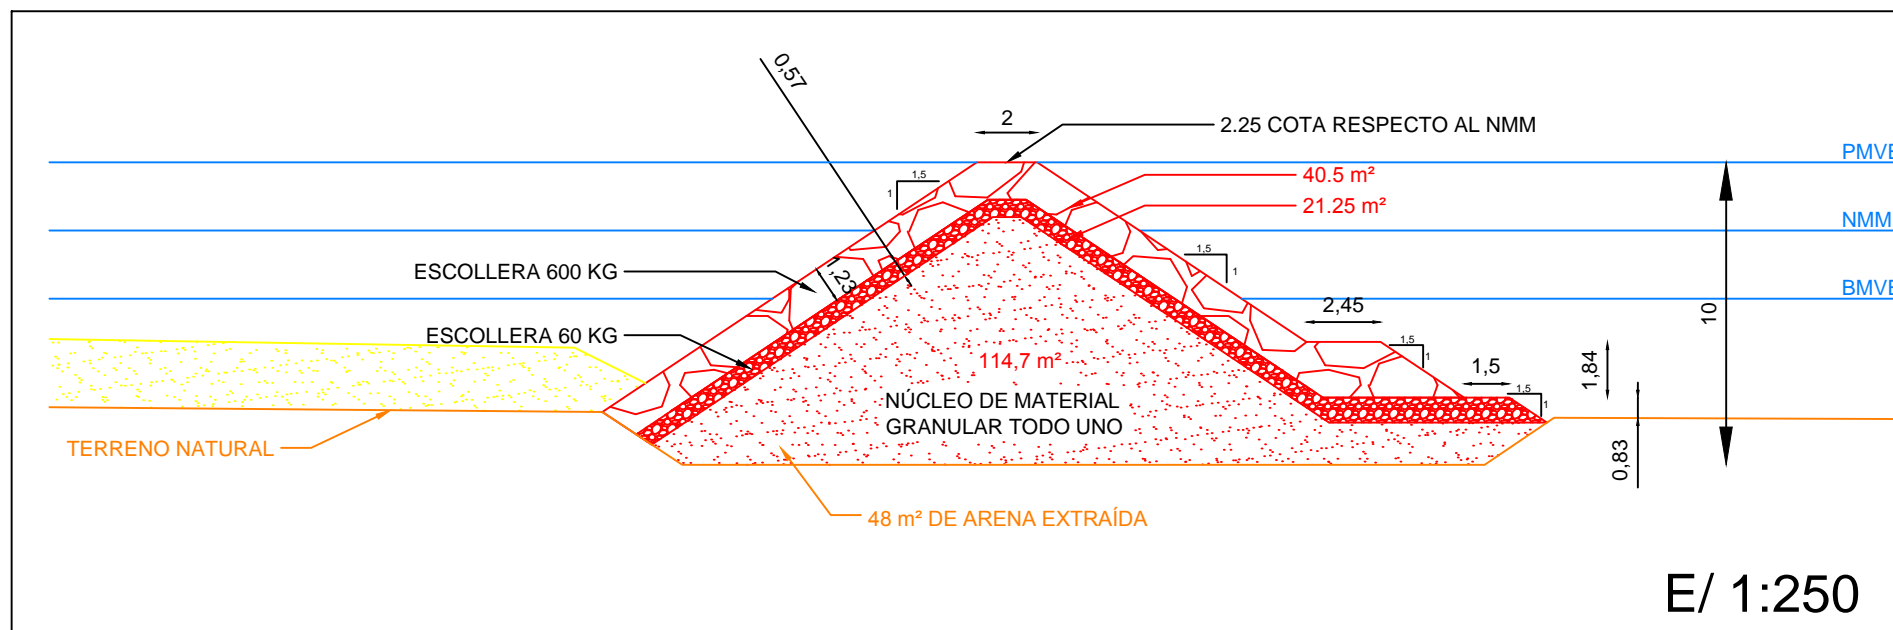 0,57
2
2.25 COTA RESPECTO AL NMM
PMVE
40.5 m²
1,5
1
21.25 m²
NMM
1,5
1
ESCOLLERA 600 KG
1,23
BMVE
2,45
10
ESCOLLERA 60 KG
1,5
1
1,84
114,7 m²
1,5
1,5
1
NÚCLEO DE MATERIAL
GRANULAR TODO UNO
TERRENO NATURAL
0,83
48 m² DE ARENA EXTRAÍDA
E/ 1:250